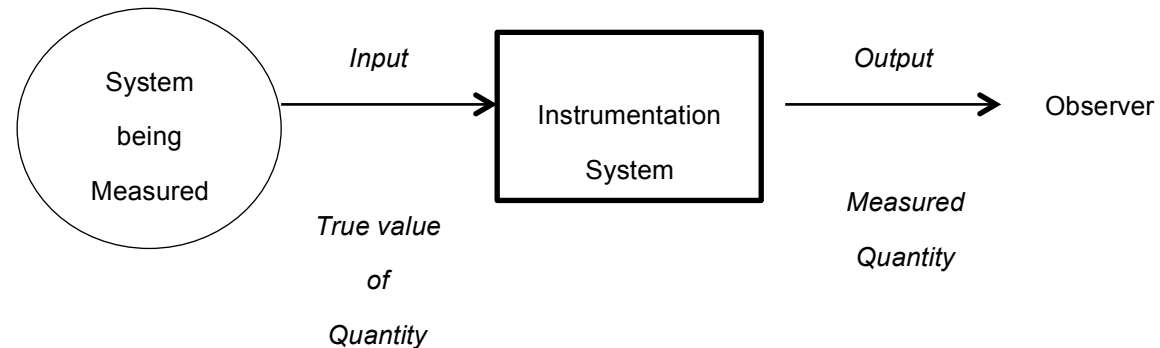 System
being
Measured
Input
True value
of
Quantity
Instrumentation
System
Output
Measured
Quantity
Observer